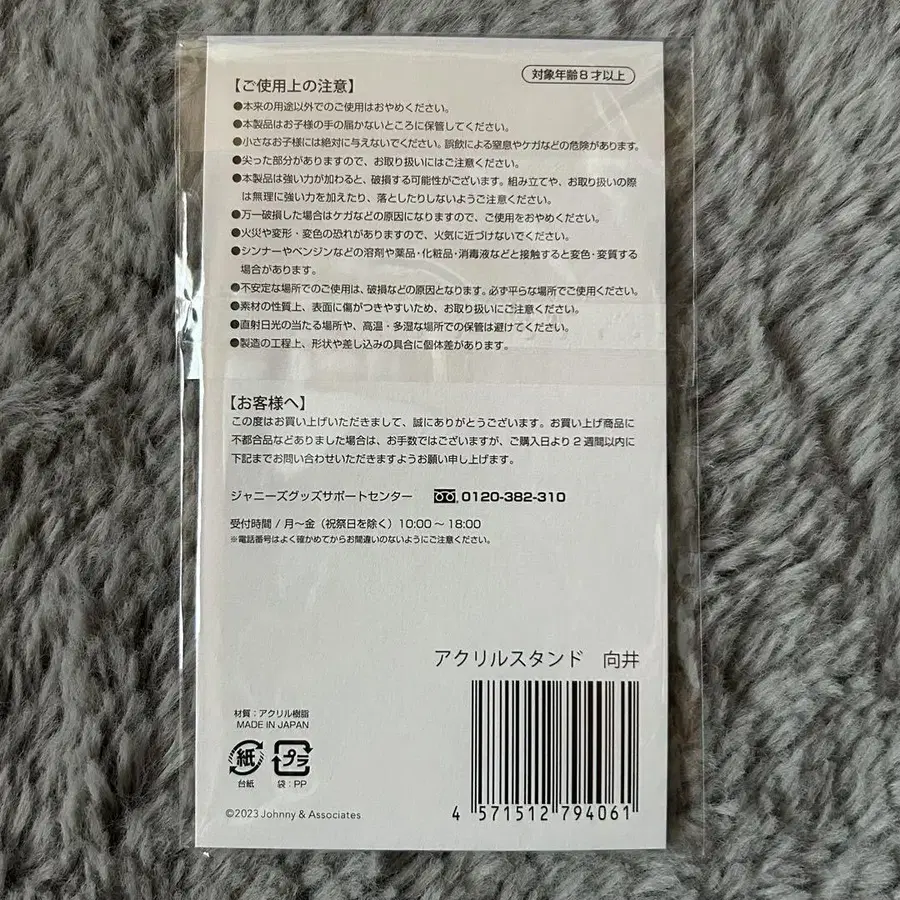 対象年齢8才以上
【ご使用上の注意】
●本来の用途以外でのご使用はおやめください。
●本製品はお子様の手の届かないところに保管してください。
●小さなお子様には絶対に与えないでください。誤飲による窒息やケガなどの危険があります。
●尖った部分がありますので、お取り扱いにはご注意ください。
●本製品は強い力が加わると、破損する可能性がございます。組み立てや、お取り扱いの際
は無理に強い力を加えたり、落としたりしないようご注意ください。
●万一破損した場合はケガなどの原因になりますので、ご使用をおやめください。
●火災や変形・変色の恐れがありますので、火気に近づけないでください。
●シンナーやベンジンなどの溶剤や薬品・化粧品・消毒液などと接触すると変色・変質する
場合があります。
●不安定な場所でのご使用は、破損などの原因となります。必ず平らな場所でご使用ください。
●素材の性質上、表面に傷がつきやすいため、お取り扱いにご注意ください。
●直射日光の当たる場所や、高温・多湿な場所での保管は避けてください。
●製造の工程上、形状や差し込みの具合に個体差があります。
【お客様へ】
この度はお買い上げいただきまして、誠にありがとうございます。お買い上げ商品に
不都合品などありました場合は、お手数ではございますが、ご購入日より2週間以内に
下記までお問い合わせいただきますようお願い申し上げます。
ジャニーズグッズサポートセンター 0120-382-310
受付時間 / 月〜金（祝祭日を除く）10:00〜18:00
※電話番号はよく確かめてからお間違いのないようにご注意ください。
アクリルスタンド 向井
材質：アクリル樹脂
MADE IN JAPAN
紙 プラ
台紙 袋：PP
©2023 Johnny & Associates
4 571512 794061